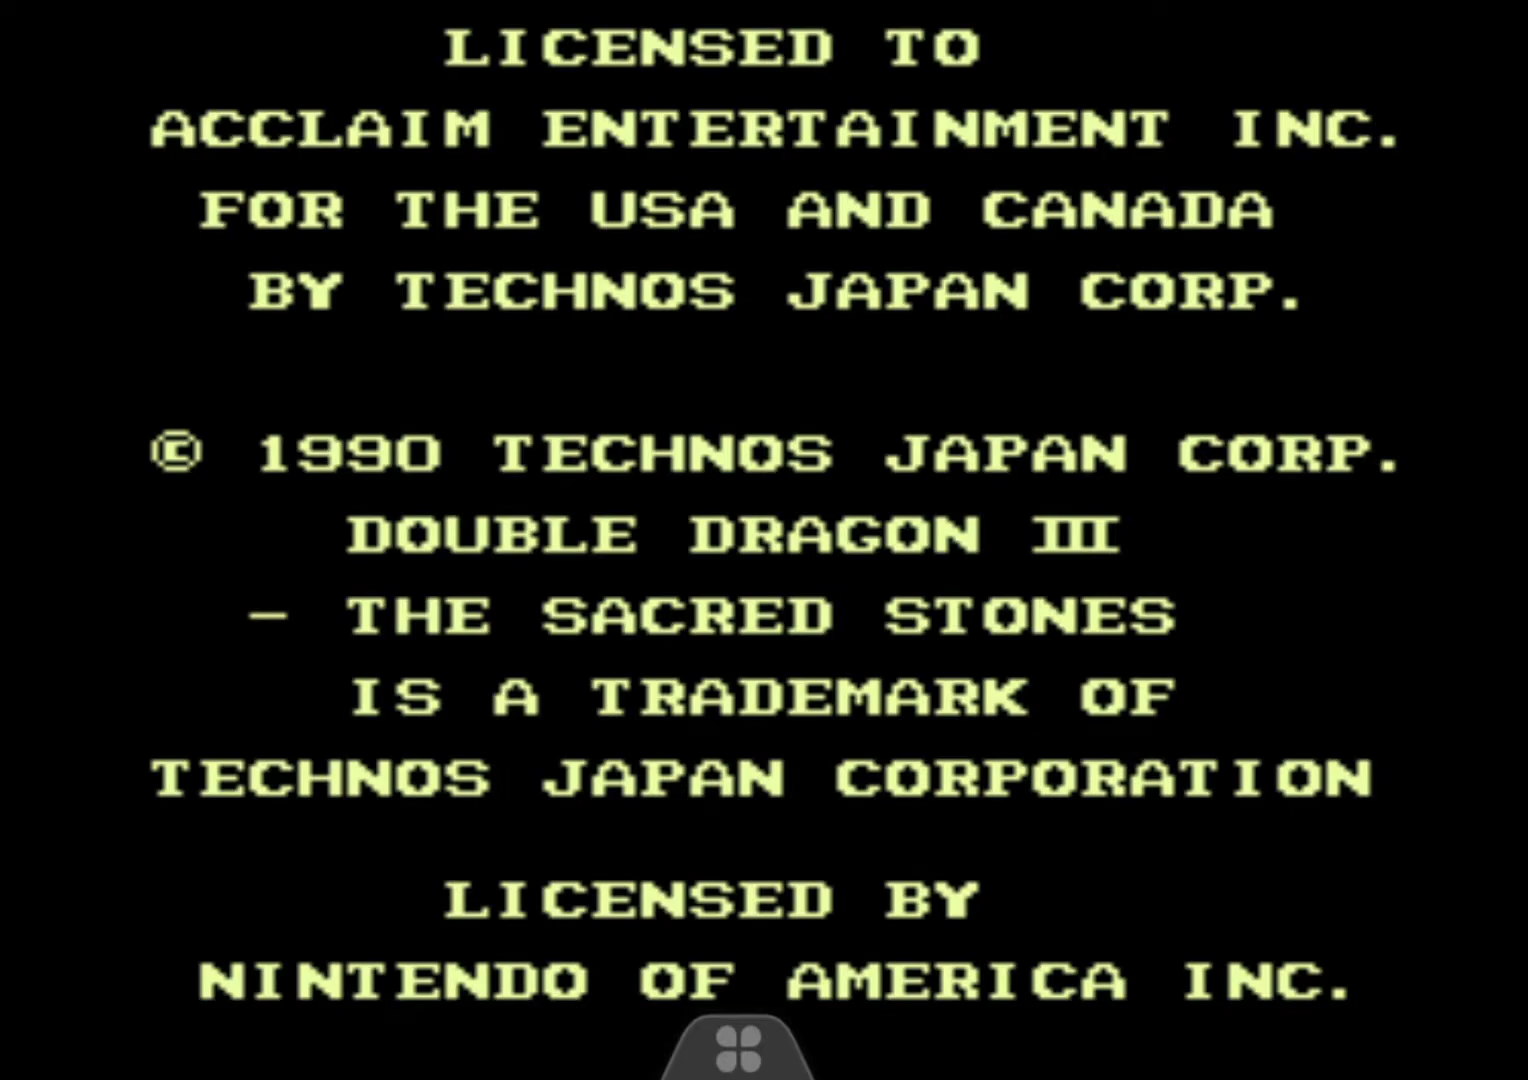 LICENSED TO
ACCLAIM ENTERTAINMENT INC.
FOR THE USA AND CANADA
BY TECHNOS JAPAN CORP.
© 1990 TECHNOS JAPAN CORP.
DOUBLE DRAGON III
- THE SACRED STONES
IS A TRADEMARK OF
TECHNOS JAPAN CORPORATION
LICENSED BY
NINTENDO OF AMERICA INC.